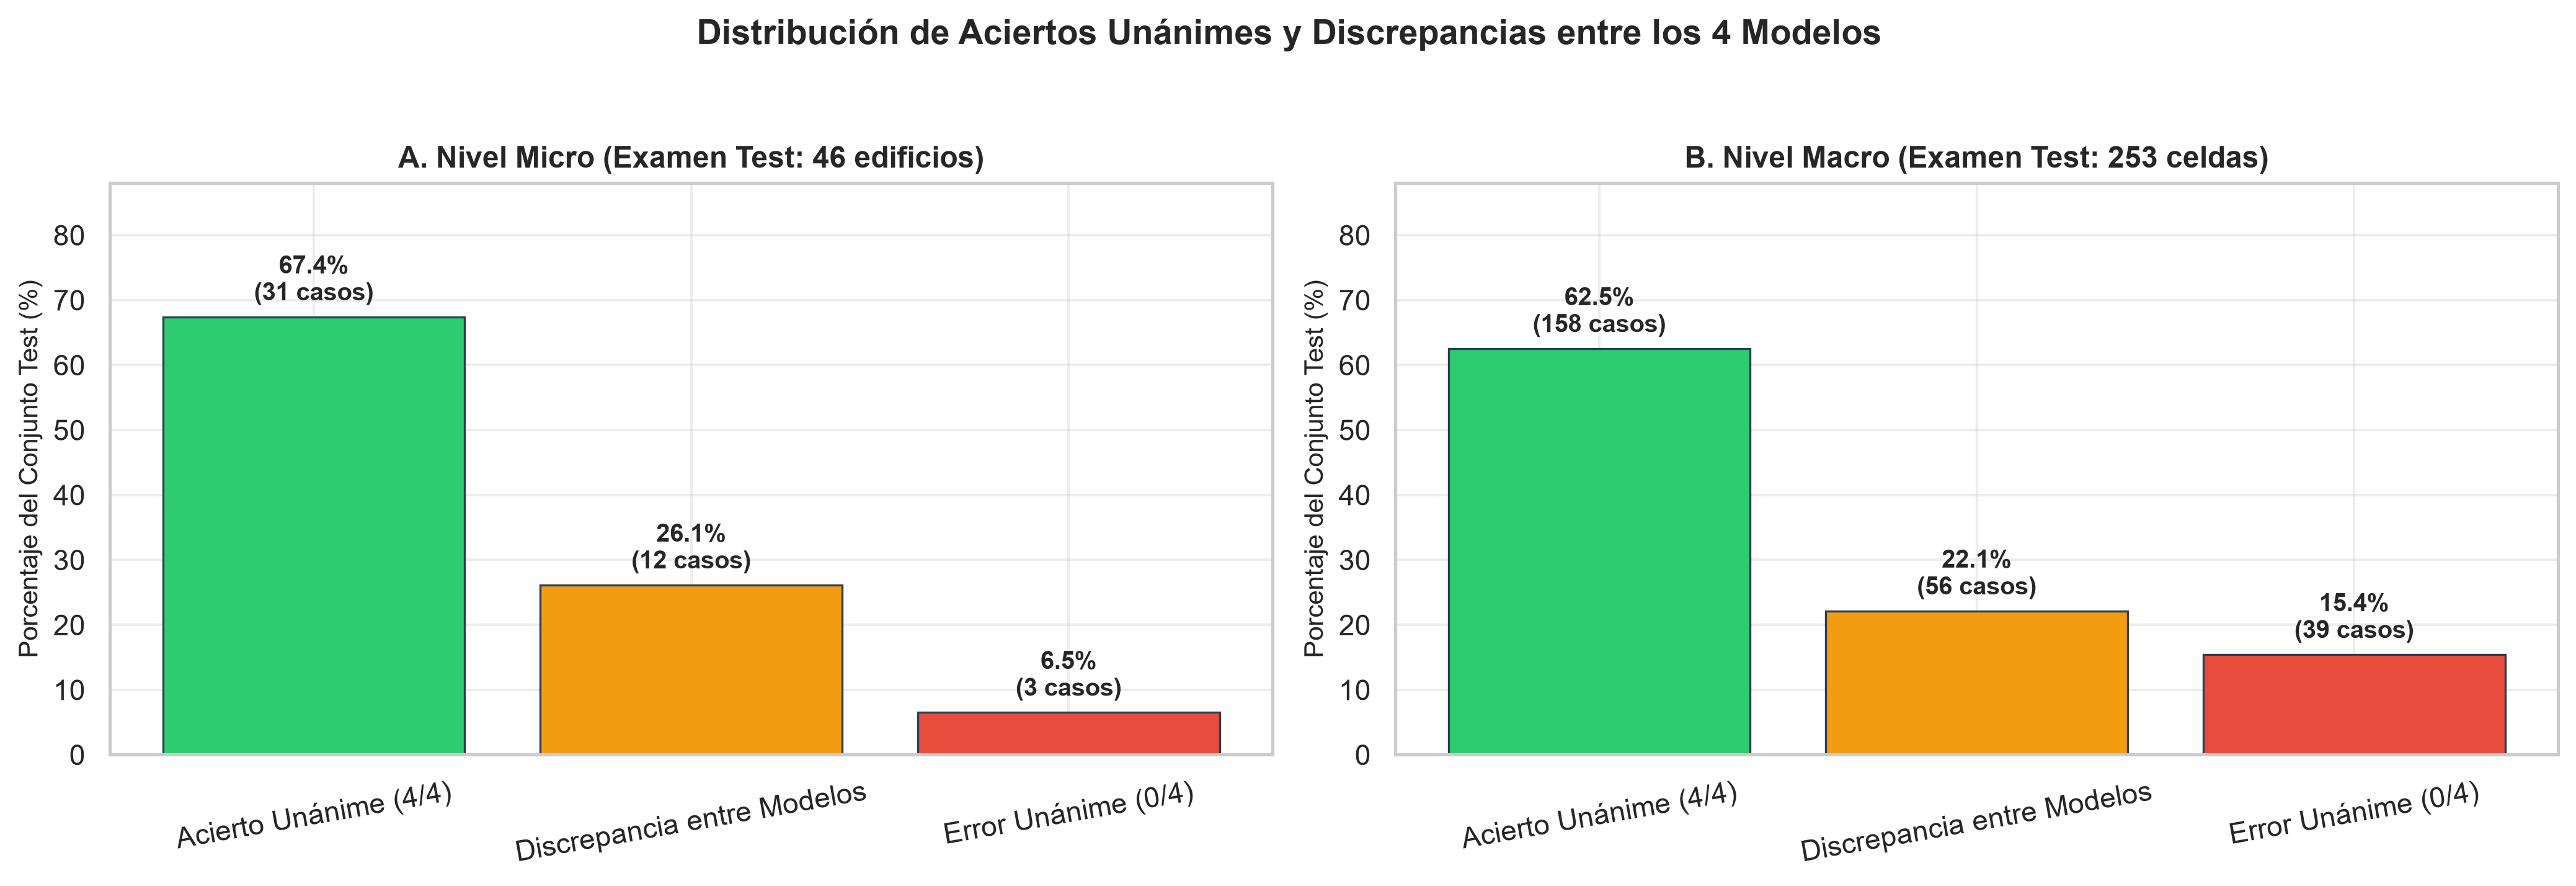 Distribución de Aciertos Unánimes y Discrepancias entre los 4 Modelos
A. Nivel Micro (Examen Test: 46 edificios)
Porcentaje del Conjunto Test (%)
80
70
60
50
40
30
20
10
0
67.4%
(31 casos)
26.1%
(12 casos)
6.5%
(3 casos)
Acierto Unánime (4/4)
Discrepancia entre Modelos
Error Unánime (0/4)
B. Nivel Macro (Examen Test: 253 celdas)
Porcentaje del Conjunto Test (%)
80
70
60
50
40
30
20
10
0
62.5%
(158 casos)
22.1%
(56 casos)
15.4%
(39 casos)
Acierto Unánime (4/4)
Discrepancia entre Modelos
Error Unánime (0/4)